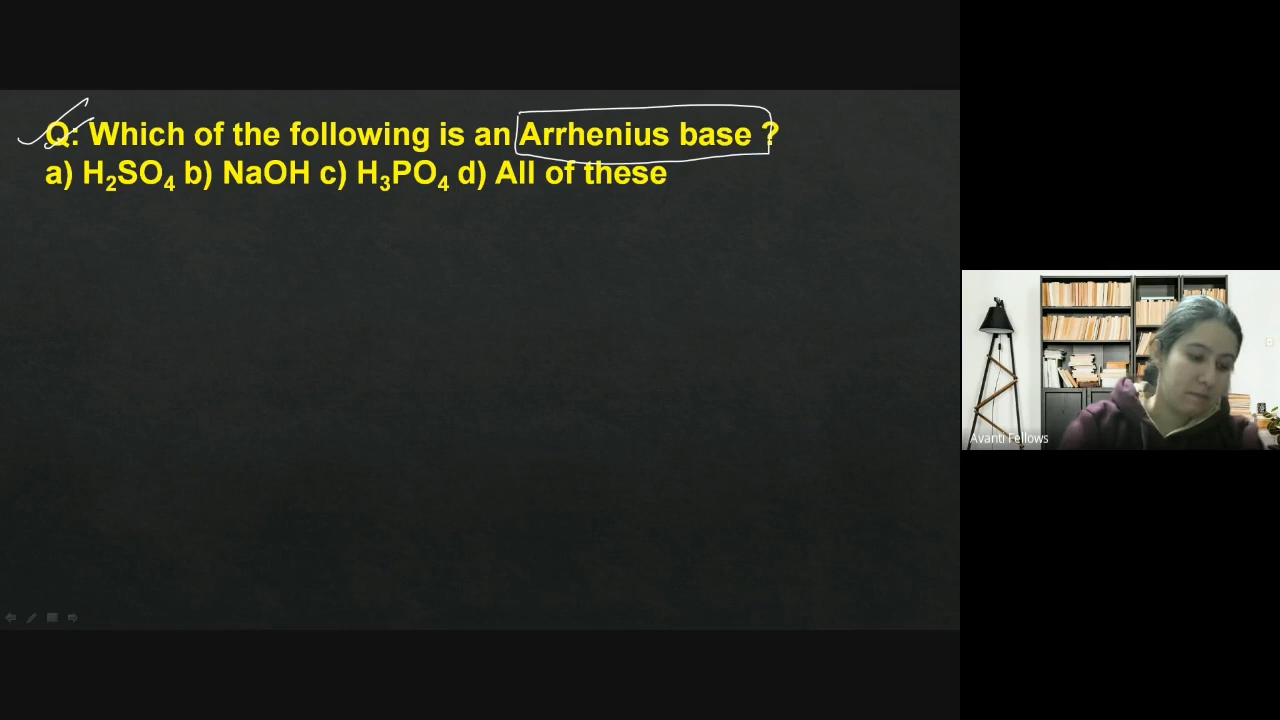 Q: Which of the following is an Arrhenius base ?
a) H₂SO₄ b) NaOH c) H₃PO₄ d) All of these
Avanti Fellows